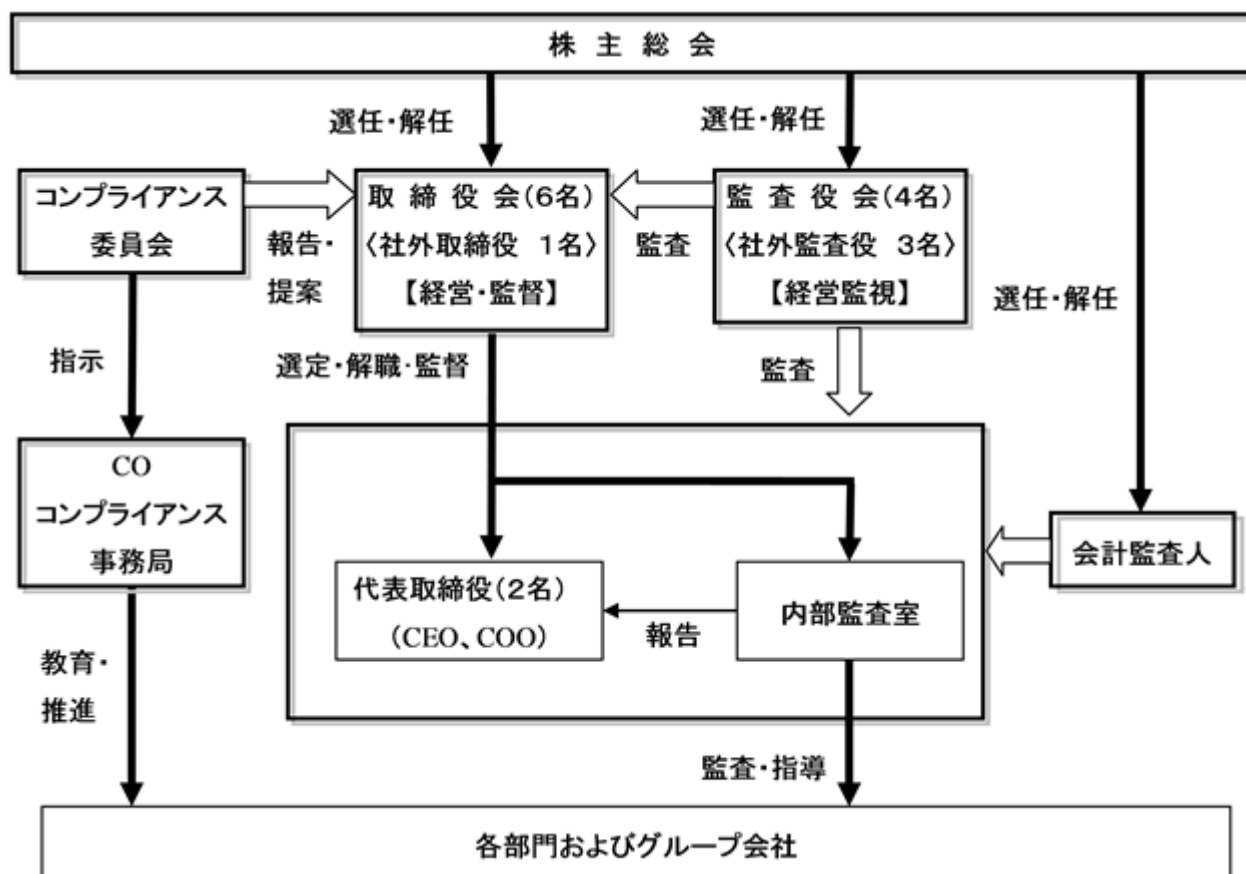 株主総会
選任・解任
選任・解任
コンプライアンス
委員会
報告・
提案
取締役会(6名)
〈社外取締役 1名〉
【経営・監督】
監査
監査役会(4名)
〈社外監査役 3名〉
【経営監視】
選任・解任
指示
選定・解職・監督
監査
CO
コンプライアンス
事務局
代表取締役(2名)
(CEO、COO)
報告
内部監査室
会計監査人
教育・
推進
監査・指導
各部門およびグループ会社